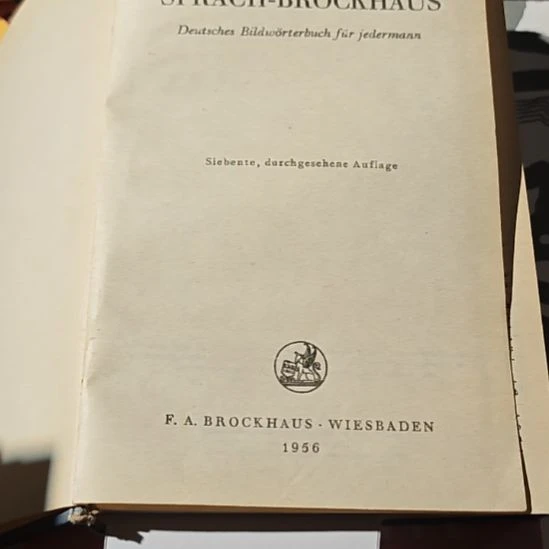 SPRACH-BROCKHAUS
Deutsches Bildwörterbuch für jedermann
Siebente, durchgesehene Auflage
F. A. BROCKHAUS · WIESBADEN
1956